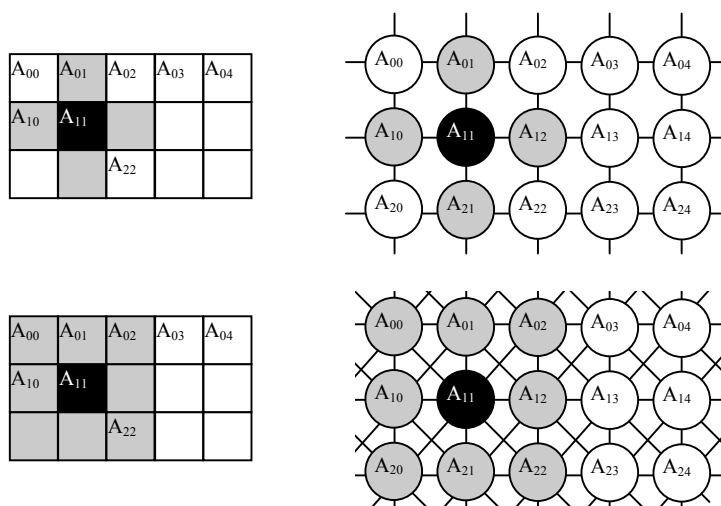 A₀₀ A₀₁ A₀₂ A₀₃ A₀₄
A₁₀ A₁₁
A₂₂
A₀₀ A₀₁ A₀₂ A₀₃ A₀₄
A₁₀ A₁₁ A₁₂ A₁₃ A₁₄
A₂₀ A₂₁ A₂₂ A₂₃ A₂₄
A₀₀ A₀₁ A₀₂ A₀₃ A₀₄
A₁₀ A₁₁
A₂₂
A₀₀ A₀₁ A₀₂ A₀₃ A₀₄
A₁₀ A₁₁ A₁₂ A₁₃ A₁₄
A₂₀ A₂₁ A₂₂ A₂₃ A₂₄